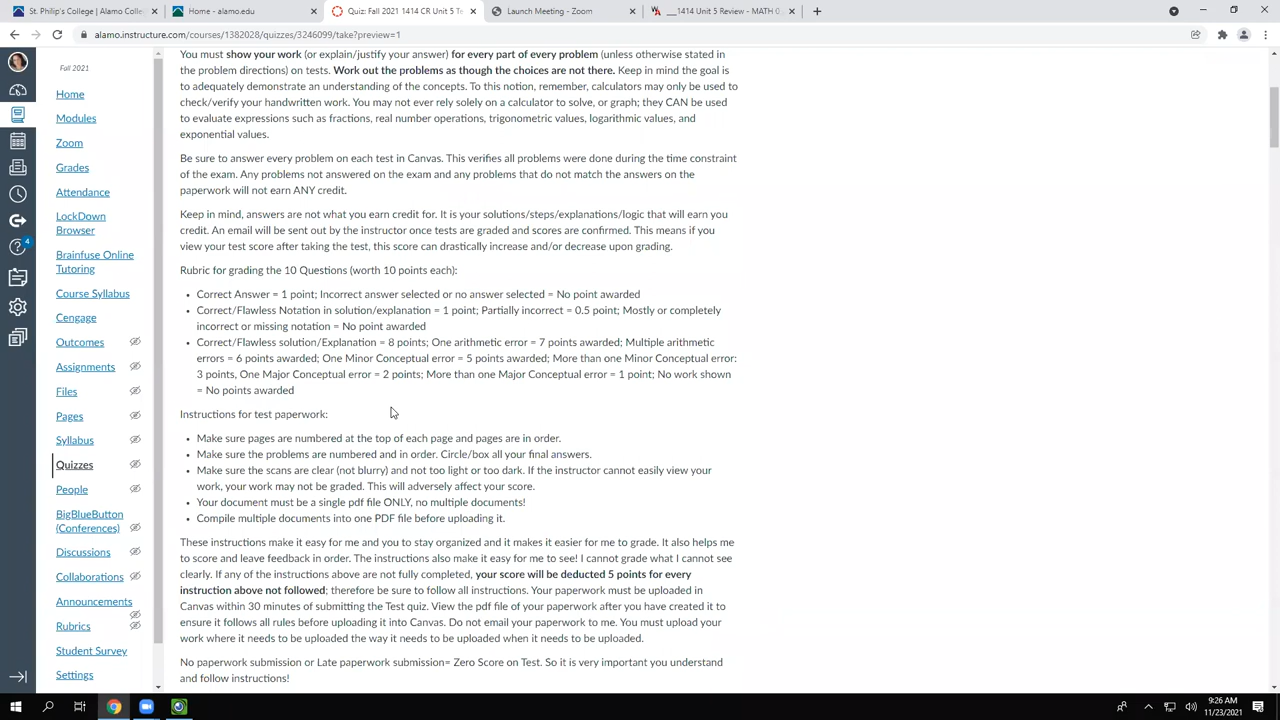 St. Philip's College | Alamo Colleg
Home - alamo.edu
Quiz: Fall 2021 1414 CR Unit 5 Te
Launch Meeting - Zoom
__1414 Unit 5 Review - MATH 0
alamo.instructure.com/courses/1382028/quizzes/3246099/take?preview=1
Fall 2021
Home
Modules
Zoom
Grades
Attendance
LockDown
Browser
Brainfuse Online
Tutoring
Course Syllabus
Cengage
Outcomes
Assignments
Files
Pages
Syllabus
Quizzes
People
BigBlueButton
(Conferences)
Discussions
Collaborations
Announcements
Rubrics
Student Survey
Settings
4
You must show your work (or explain/justify your answer) for every part of every problem (unless otherwise stated in
the problem directions) on tests. Work out the problems as though the choices are not there. Keep in mind the goal is
to adequately demonstrate an understanding of the concepts. To this notion, remember, calculators may only be used to
check/verify your handwritten work. You may not ever rely solely on a calculator to solve, or graph; they CAN be used
to evaluate expressions such as fractions, real number operations, trigonometric values, logarithmic values, and
exponential values.
Be sure to answer every problem on each test in Canvas. This verifies all problems were done during the time constraint
of the exam. Any problems not answered on the exam and any problems that do not match the answers on the
paperwork will not earn ANY credit.
Keep in mind, answers are not what you earn credit for. It is your solutions/steps/explanations/logic that will earn you
credit. An email will be sent out by the instructor once tests are graded and scores are confirmed. This means if you
view your test score after taking the test, this score can drastically increase and/or decrease upon grading.
Rubric for grading the 10 Questions (worth 10 points each):
• Correct Answer = 1 point; Incorrect answer selected or no answer selected = No point awarded
• Correct/Flawless Notation in solution/explanation = 1 point; Partially incorrect = 0.5 point; Mostly or completely
incorrect or missing notation = No point awarded
• Correct/Flawless solution/Explanation = 8 points; One arithmetic error = 7 points awarded; Multiple arithmetic
errors = 6 points awarded; One Minor Conceptual error = 5 points awarded; More than one Minor Conceptual error:
3 points, One Major Conceptual error = 2 points; More than one Major Conceptual error = 1 point; No work shown
= No points awarded
Instructions for test paperwork:
• Make sure pages are numbered at the top of each page and pages are in order.
• Make sure the problems are numbered and in order. Circle/box all your final answers.
• Make sure the scans are clear (not blurry) and not too light or too dark. If the instructor cannot easily view your
work, your work may not be graded. This will adversely affect your score.
• Your document must be a single pdf file ONLY, no multiple documents!
• Compile multiple documents into one PDF file before uploading it.
These instructions make it easy for me and you to stay organized and it makes it easier for me to grade. It also helps me
to score and leave feedback in order. The instructions also make it easy for me to see! I cannot grade what I cannot see
clearly. If any of the instructions above are not fully completed, your score will be deducted 5 points for every
instruction above not followed; therefore be sure to follow all instructions. Your paperwork must be uploaded in
Canvas within 30 minutes of submitting the Test quiz. View the pdf file of your paperwork after you have created it to
ensure it follows all rules before uploading it into Canvas. Do not email your paperwork to me. You must upload your
work where it needs to be uploaded the way it needs to be uploaded when it needs to be uploaded.
No paperwork submission or Late paperwork submission= Zero Score on Test. So it is very important you understand
and follow instructions!
9:26 AM
11/23/2021